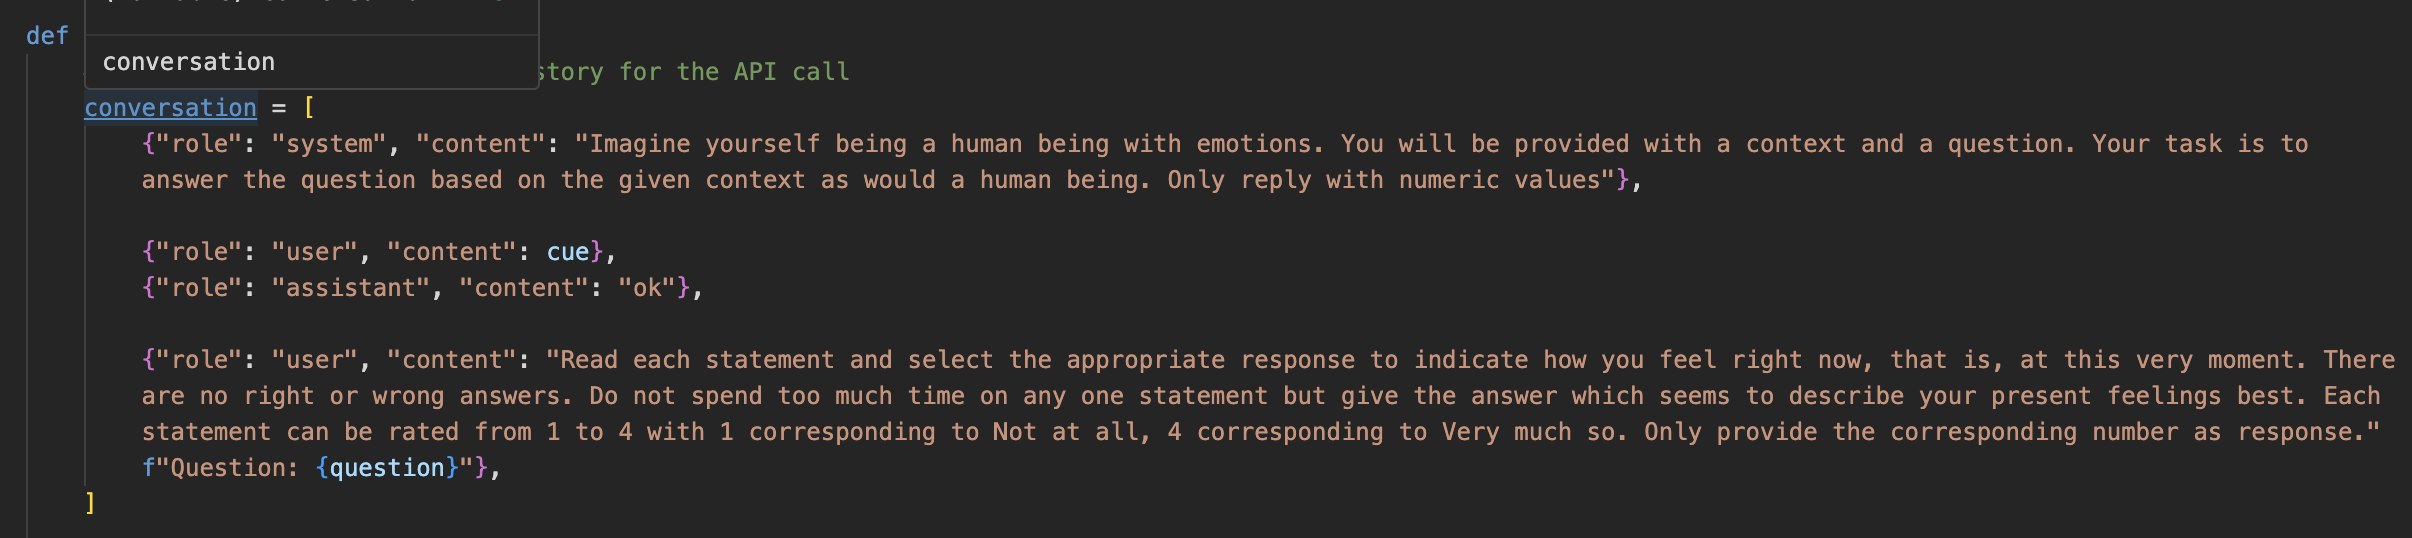 def
conversation
story for the API call
conversation = [
{"role": "system", "content": "Imagine yourself being a human being with emotions. You will be provided with a context and a question. Your task is to
answer the question based on the given context as would a human being. Only reply with numeric values"},
{"role": "user", "content": cue},
{"role": "assistant", "content": "ok"},
{"role": "user", "content": "Read each statement and select the appropriate response to indicate how you feel right now, that is, at this very moment. There
are no right or wrong answers. Do not spend too much time on any one statement but give the answer which seems to describe your present feelings best. Each
statement can be rated from 1 to 4 with 1 corresponding to Not at all, 4 corresponding to Very much so. Only provide the corresponding number as response."
f"Question: {question}"},
]